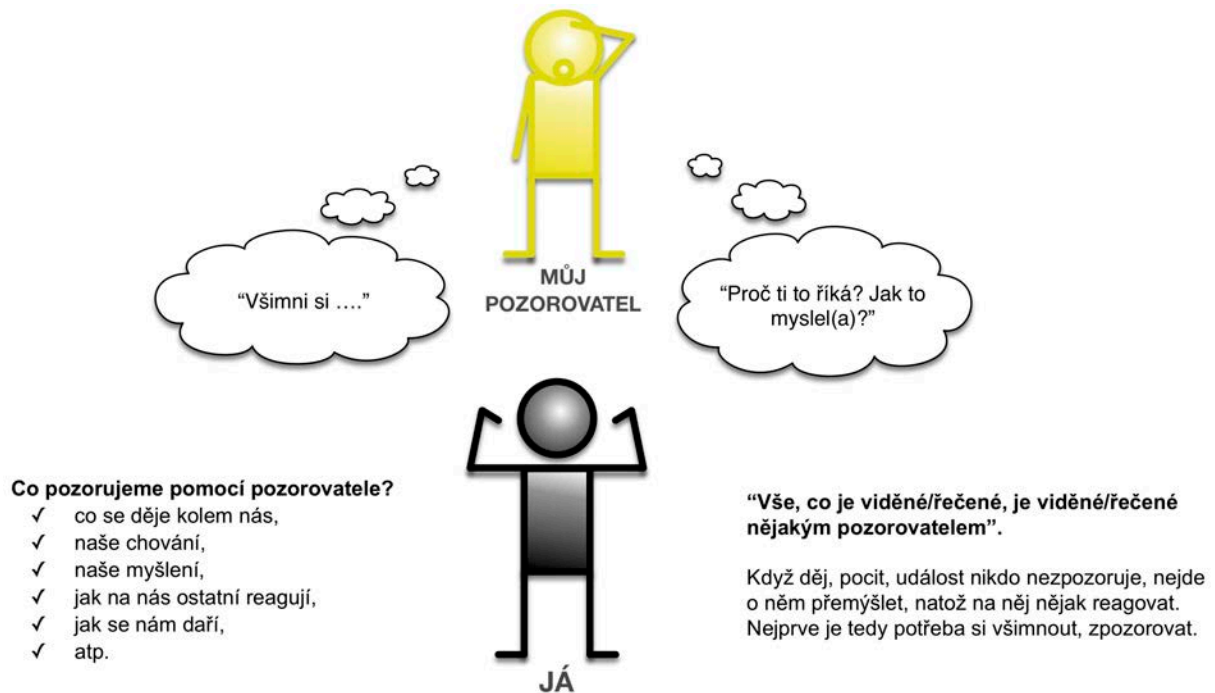 MŮJ
POZOROVATEL
“Všimni si ….”
“Proč ti to říká? Jak to
myslel(a)?”
Co pozorujeme pomocí pozorovatele?
✓ co se děje kolem nás,
✓ naše chování,
✓ naše myšlení,
✓ jak na nás ostatní reagují,
✓ jak se nám daří,
✓ atp.
“Vše, co je viděné/řečené, je viděné/řečené
nějakým pozorovatelem”.
Když děj, pocit, událost nikdo nezpozoruje, nejde
o něm přemýšlet, natož na něj nějak reagovat.
Nejprve je tedy potřeba si všimnout, zpozorovat.
JÁ